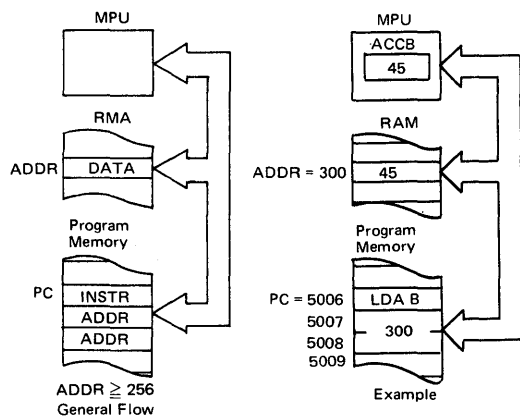 MPU
RMA
ADDR
DATA
Program
Memory
PC
INSTR
ADDR
ADDR
ADDR ≧ 256
General Flow
MPU
ACCB
45
RAM
ADDR = 300
45
Program
Memory
PC = 5006
LDA B
5007
300
5008
5009
Example